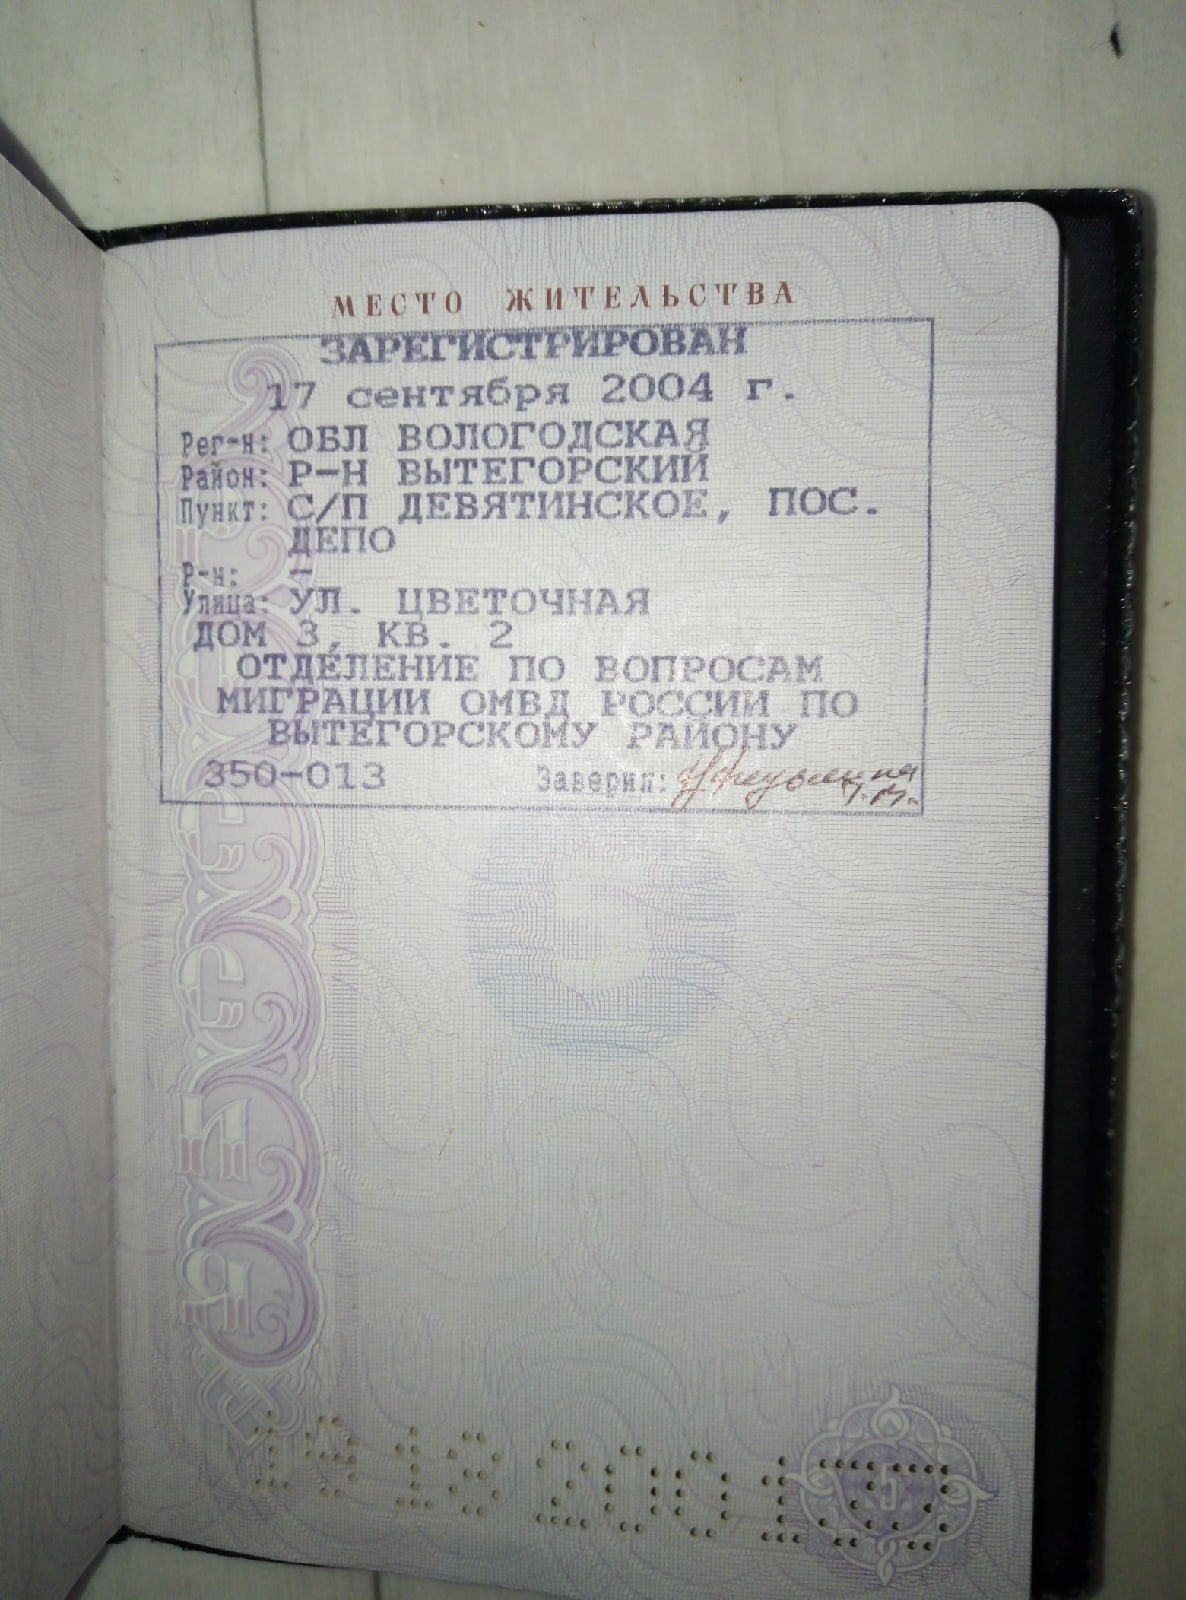 МЕСТО ЖИТЕЛЬСТВА
ЗАРЕГИСТРИРОВАН
17 сентября 2004 г.
Рег-н: ОБЛ ВОЛОГОДСКАЯ
Район: Р-Н ВЫТЕГОРСКИЙ
Пункт: С/П ДЕВЯТИНСКОЕ, ПОС.
ДЕПО
Р-н: –
Улица: УЛ. ЦВЕТОЧНАЯ
ДОМ 3, КВ. 2
ОТДЕЛЕНИЕ ПО ВОПРОСАМ
МИГРАЦИИ ОМВД РОССИИ ПО
ВЫТЕГОРСКОМУ РАЙОНУ
350-013 Заверил:
5